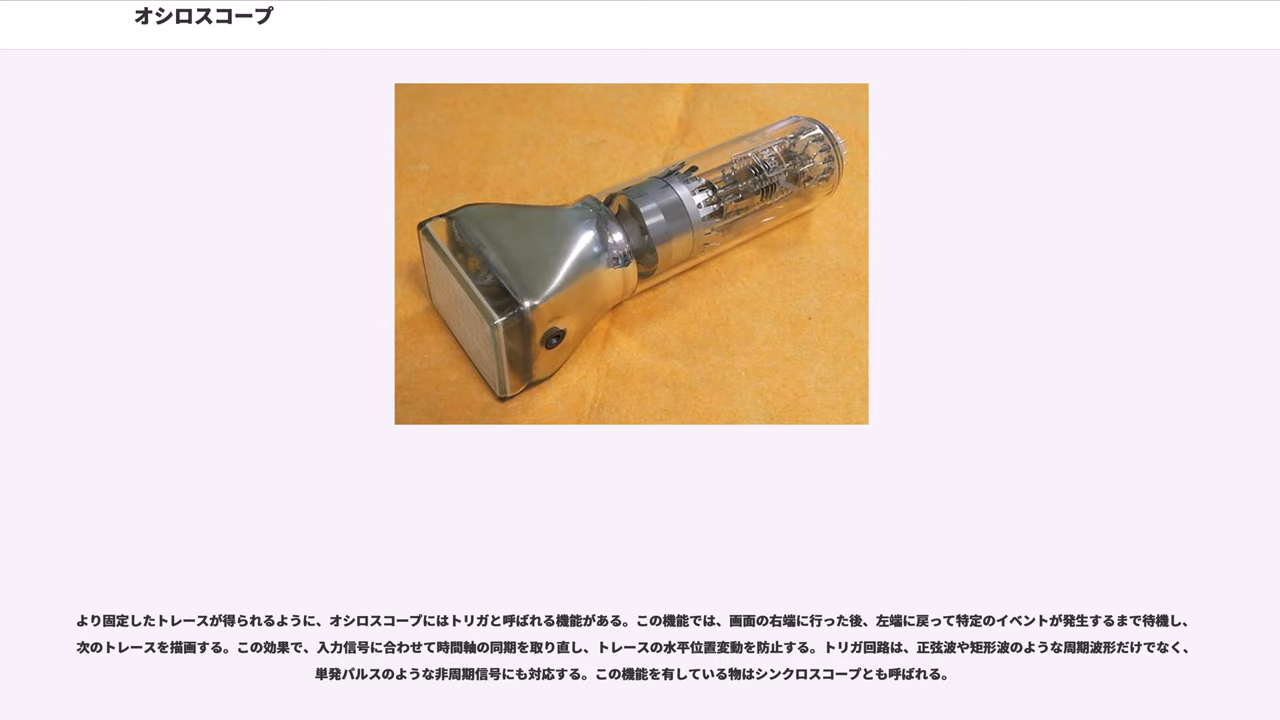 オシロスコープ
より固定したトレースが得られるように、オシロスコープにはトリガと呼ばれる機能がある。この機能では、画面の右端に行った後、左端に戻って特定のイベントが発生するまで待機し、
次のトレースを描画する。この効果で、入力信号に合わせて時間軸の同期を取り直し、トレースの水平位置変動を防止する。トリガ回路は、正弦波や矩形波のような周期波形だけでなく、
単発パルスのような非周期信号にも対応する。この機能を有している物はシンクロスコープとも呼ばれる。